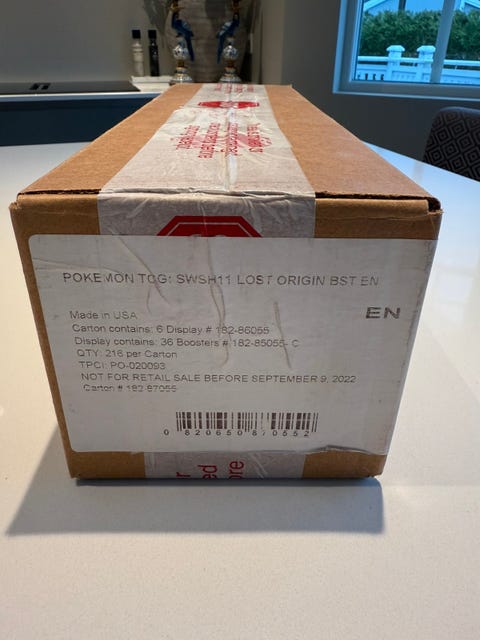 POKEMON TCG: SWSH11 LOST ORIGIN BST EN
EN
Made in USA
Carton contains: 6 Display # 182-86055
Display contains: 36 Boosters # 182-85055- C
QTY: 216 per Carton
TPCI: PO-020093
NOT FOR RETAIL SALE BEFORE SEPTEMBER 9, 2022
Carton # 182-87055
0 820650 870552